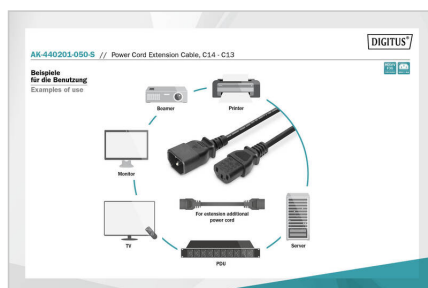 DIGITUS®
AK-440201-050-S // Power Cord Extension Cable, C14 - C13
Beispiele
für die Benutzung
Examples of use
Beamer
Printer
Monitor
For extension additional
power cord
TV
PDU
Server